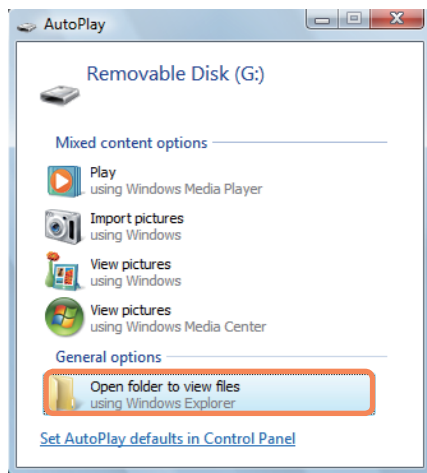 AutoPlay
Removable Disk (G:)
Mixed content options
Play
using Windows Media Player
Import pictures
using Windows
View pictures
using Windows
View pictures
using Windows Media Center
General options
Open folder to view files
using Windows Explorer
Set AutoPlay defaults in Control Panel